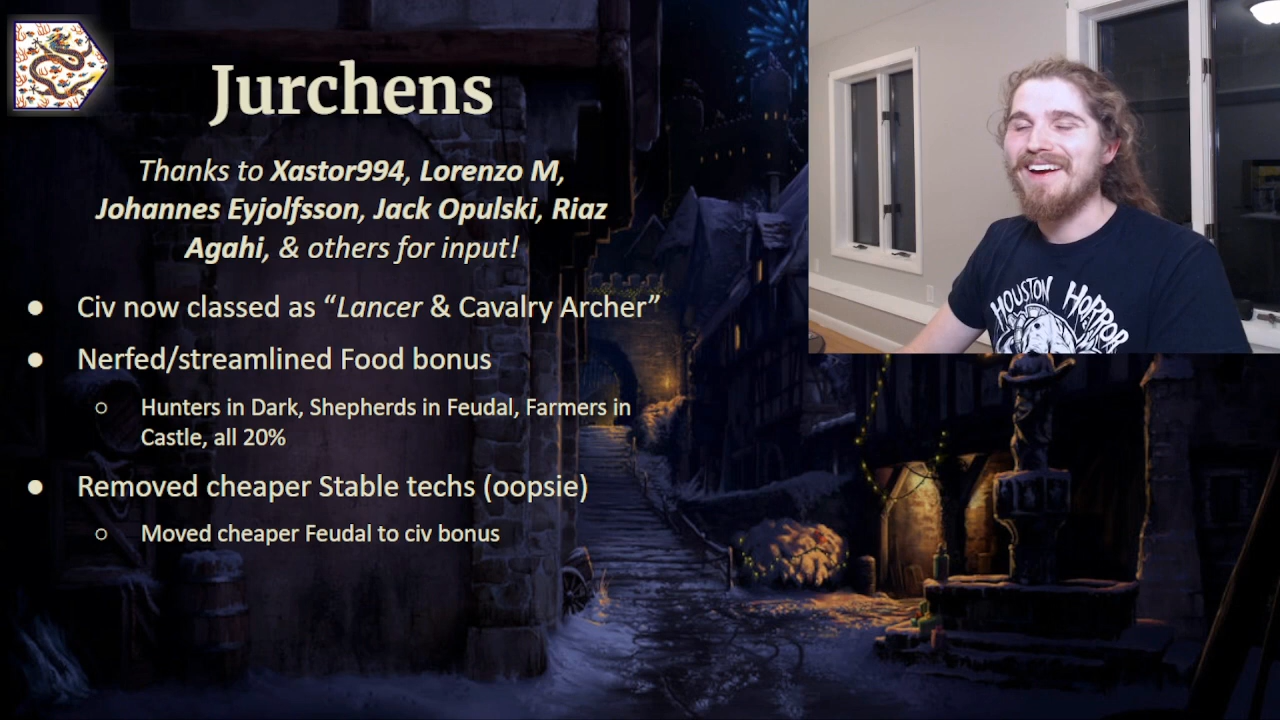 Jurchens
Thanks to Xastor994, Lorenzo M,
Johannes Eyjolfsson, Jack Opulski, Riaz
Agahi, & others for input!
● Civ now classed as “Lancer & Cavalry Archer”
● Nerfed/streamlined Food bonus
○ Hunters in Dark, Shepherds in Feudal, Farmers in
Castle, all 20%
● Removed cheaper Stable techs (oopsie)
○ Moved cheaper Feudal to civ bonus
HOUSTON HORROR